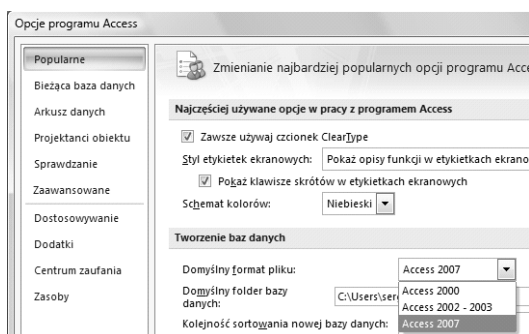 Opcje programu Access
Popularne
Bieżąca baza danych
Arkusz danych
Projektanci obiektu
Sprawdzanie
Zaawansowane
Dostosowywanie
Dodatki
Centrum zaufania
Zasoby
Zmienianie najbardziej popularnych opcji programu Acce
Najczęściej używane opcje w pracy z programem Access
Zawsze używaj czcionek ClearType
Styl etykietek ekranowych: Pokaż opisy funkcji w etykietkach ekrano
Pokaż klawisze skrótów w etykietkach ekranowych
Schemat kolorów: Niebieski
Tworzenie baz danych
Domyślny format pliku: Access 2007
Domyślny folder bazy
danych: C:\Users\ser
Access 2000
Access 2002 - 2003
Access 2007
Kolejność sortowania nowej bazy danych: